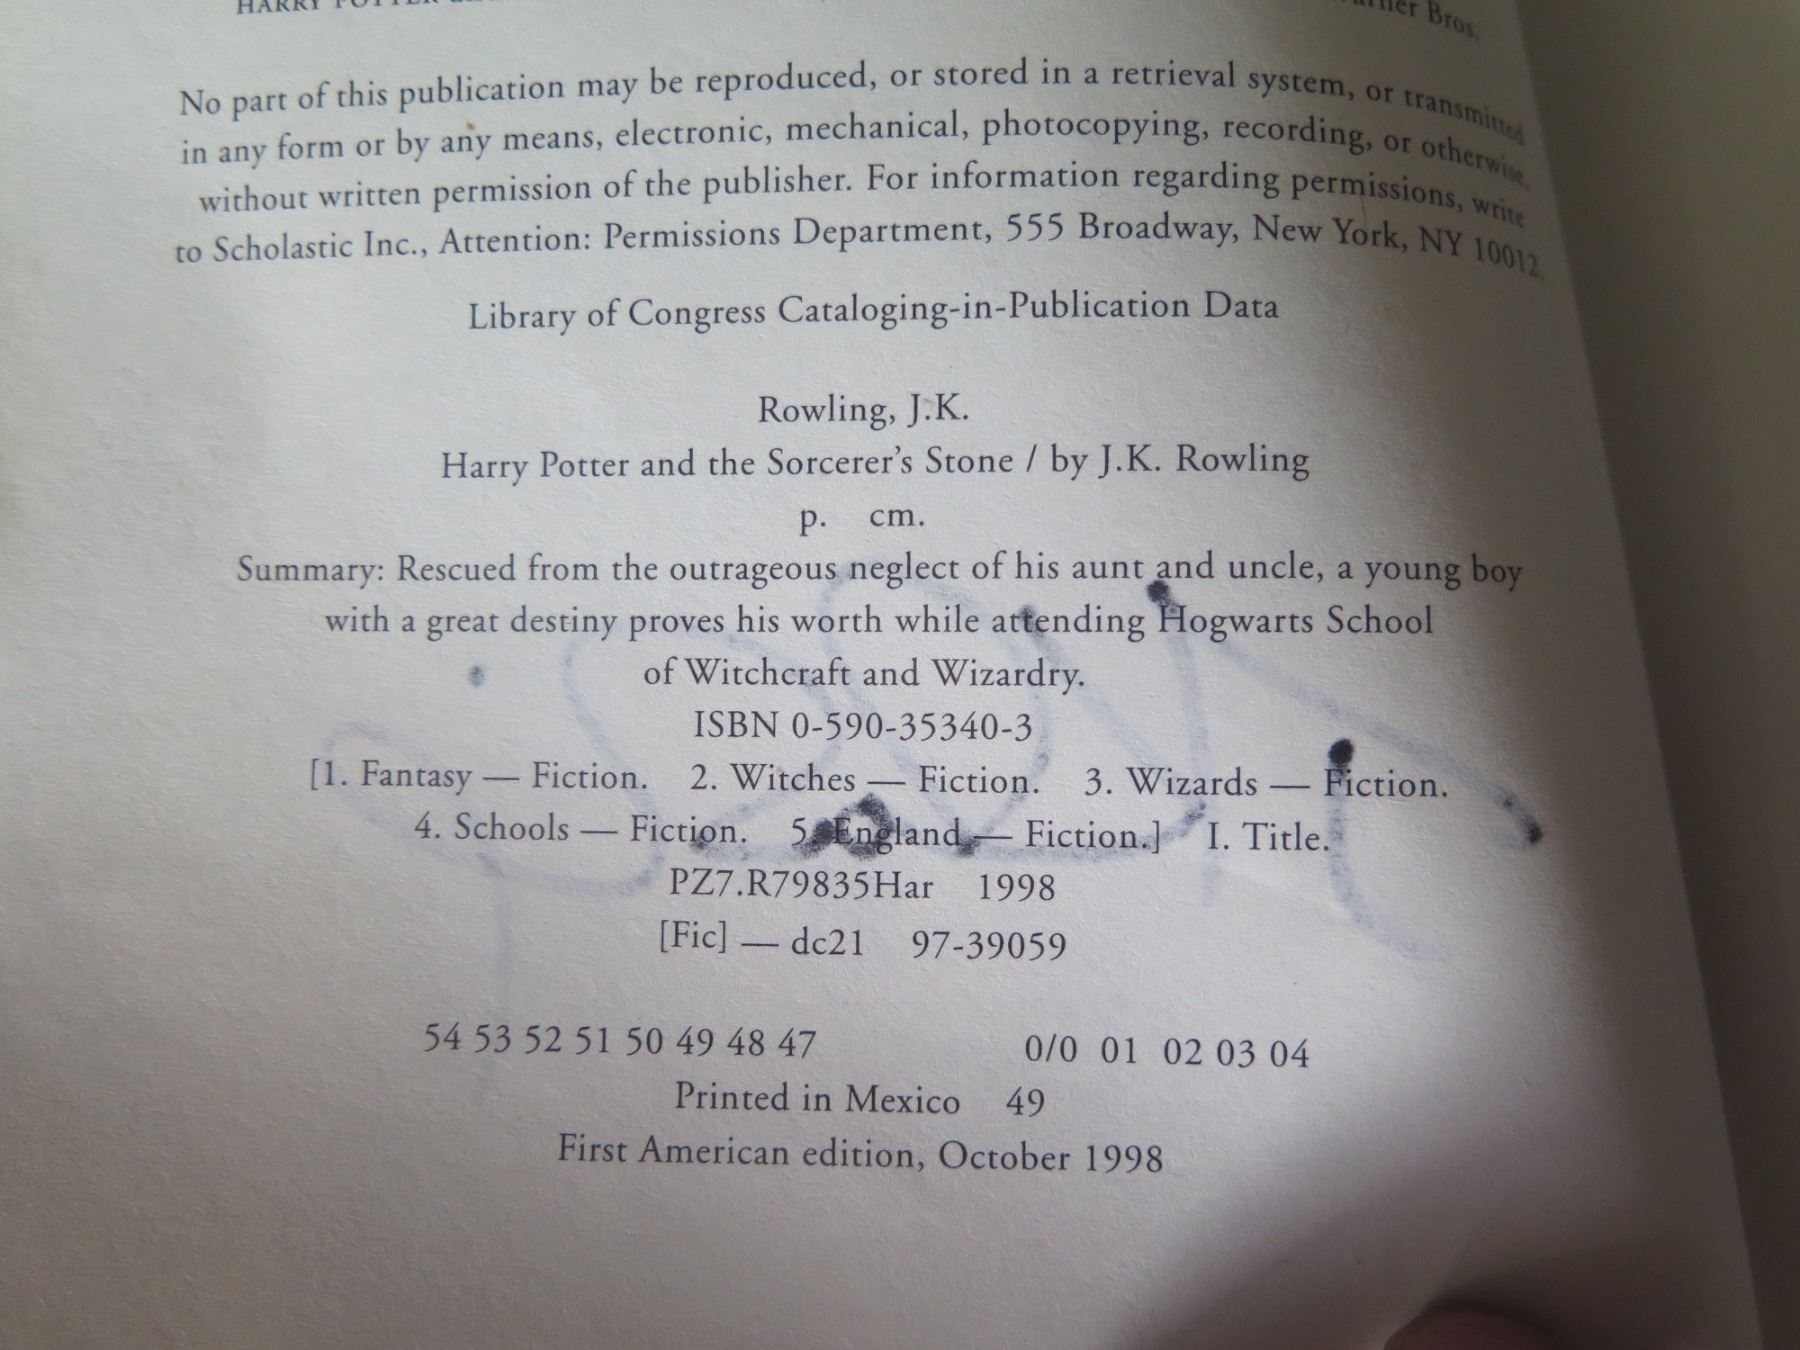 HARRY POTTER
Warner Bros.
No part of this publication may be reproduced, or stored in a retrieval system, or transmitted
in any form or by any means, electronic, mechanical, photocopying, recording, or otherwise,
without written permission of the publisher. For information regarding permissions, write
to Scholastic Inc., Attention: Permissions Department, 555 Broadway, New York, NY 10012.
Library of Congress Cataloging-in-Publication Data
Rowling, J.K.
Harry Potter and the Sorcerer's Stone / by J.K. Rowling
p. cm.
Summary: Rescued from the outrageous neglect of his aunt and uncle, a young boy
with a great destiny proves his worth while attending Hogwarts School
of Witchcraft and Wizardry.
ISBN 0-590-35340-3
[1. Fantasy — Fiction. 2. Witches — Fiction. 3. Wizards — Fiction.
4. Schools — Fiction. 5. England — Fiction.] I. Title.
PZ7.R79835Har 1998
[Fic] — dc21 97-39059
54 53 52 51 50 49 48 47 0/0 01 02 03 04
Printed in Mexico 49
First American edition, October 1998